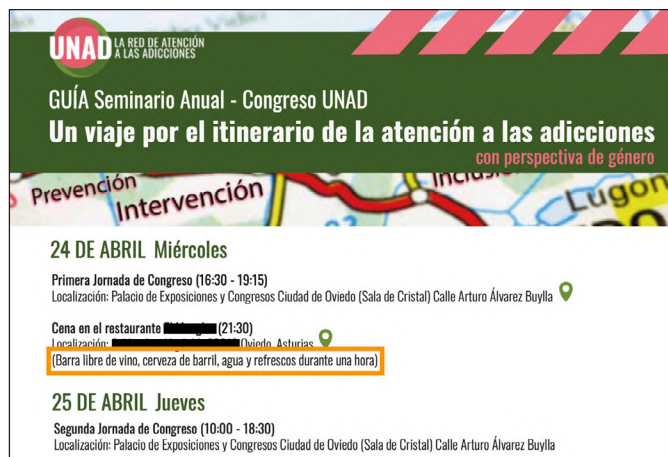 UNAD LA RED DE ATENCIÓN
A LAS ADICCIONES
GUÍA Seminario Anual - Congreso UNAD
Un viaje por el itinerario de la atención a las adicciones
con perspectiva de género
Prevención
Intervención
Lugon
24 DE ABRIL Miércoles
Primera Jornada de Congreso (16:30 - 19:15)
Localización: Palacio de Exposiciones y Congresos Ciudad de Oviedo (Sala de Cristal) Calle Arturo Álvarez Buylla
Cena en el restaurante (21:30)
Localización: Oviedo, Asturias
(Barra libre de vino, cerveza de barril, agua y refrescos durante una hora)
25 DE ABRIL Jueves
Segunda Jornada de Congreso (10:00 - 18:30)
Localización: Palacio de Exposiciones y Congresos Ciudad de Oviedo (Sala de Cristal) Calle Arturo Álvarez Buylla